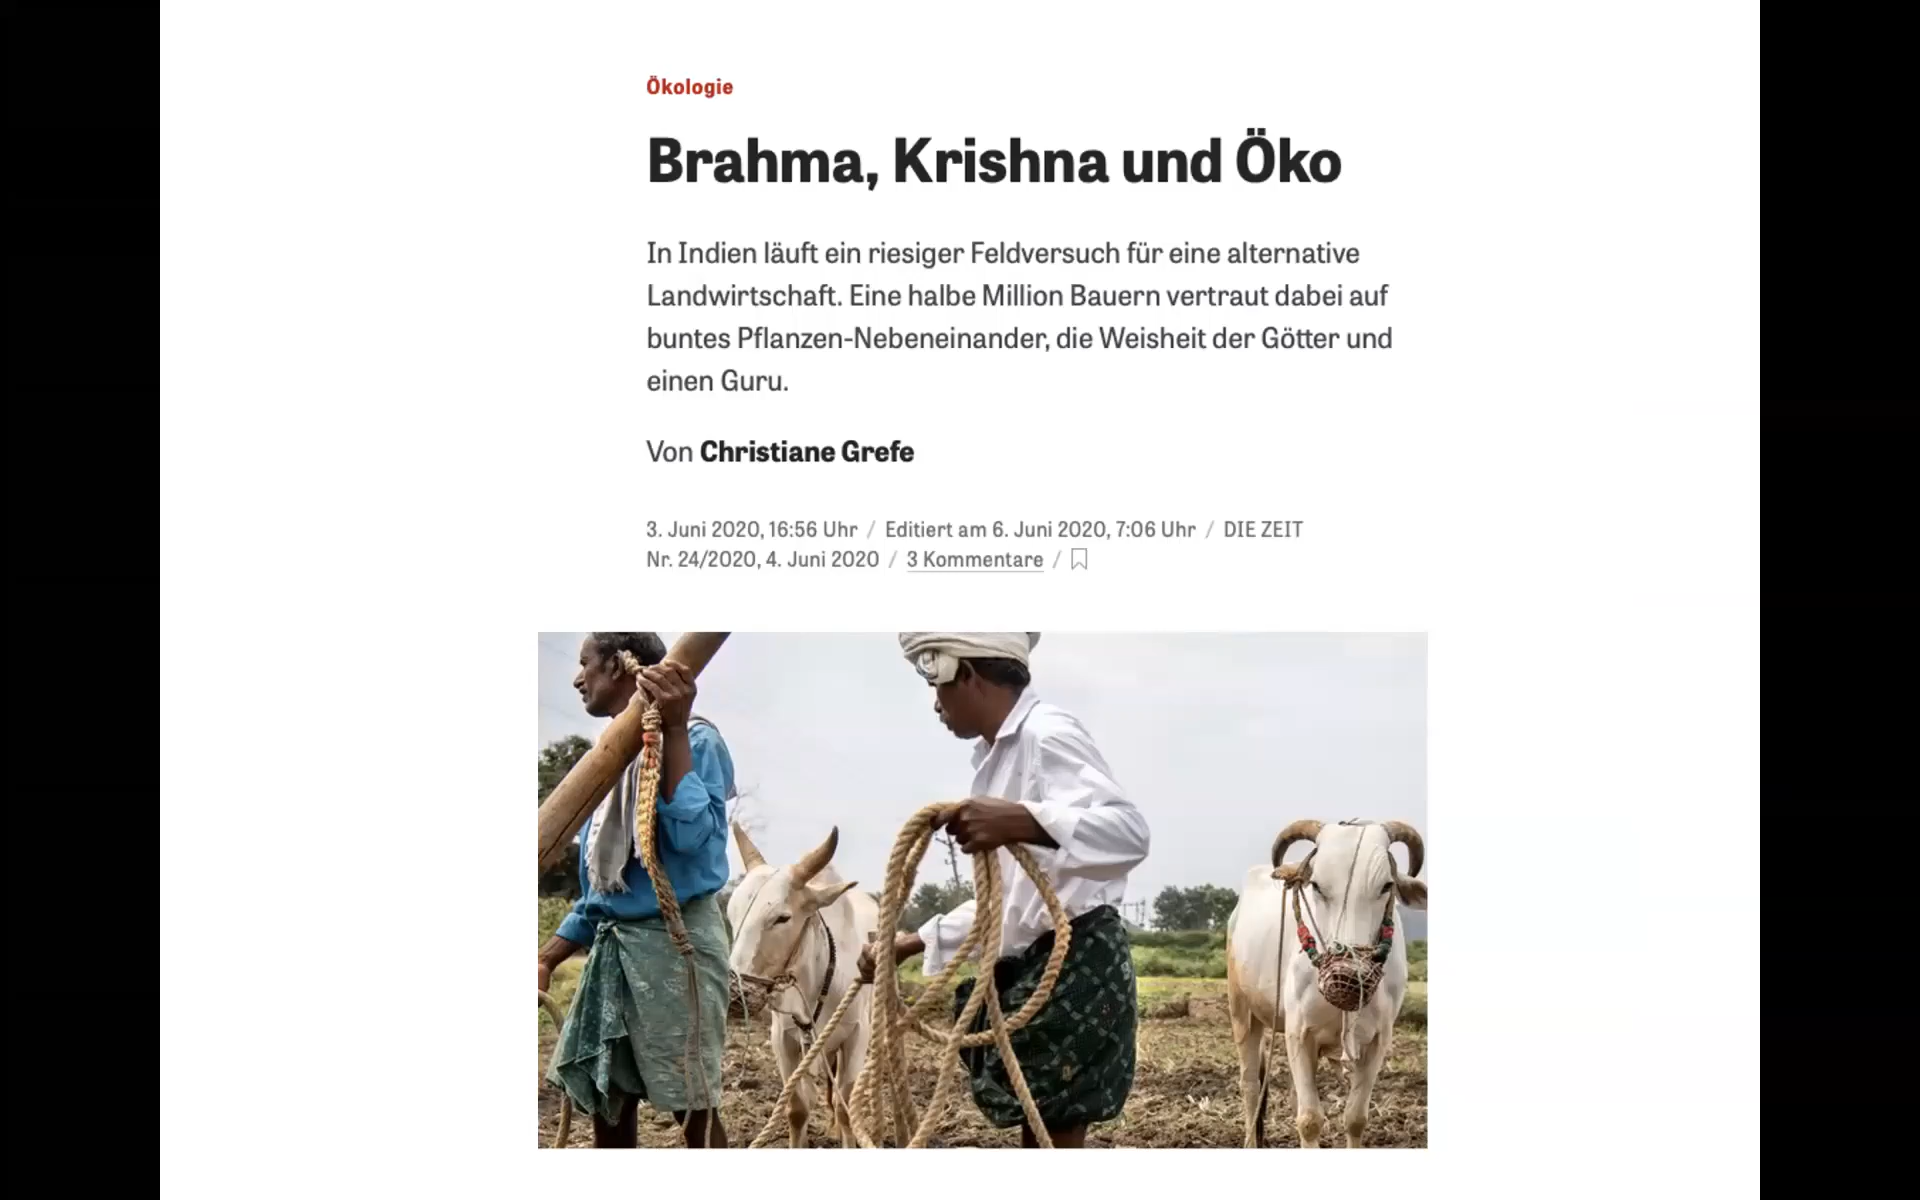 Ökologie
Brahma, Krishna und Öko
In Indien läuft ein riesiger Feldversuch für eine alternative
Landwirtschaft. Eine halbe Million Bauern vertraut dabei auf
buntes Pflanzen-Nebeneinander, die Weisheit der Götter und
einen Guru.
Von Christiane Grefe
3. Juni 2020, 16:56 Uhr / Editiert am 6. Juni 2020, 7:06 Uhr / DIE ZEIT
Nr. 24/2020, 4. Juni 2020 / 3 Kommentare /